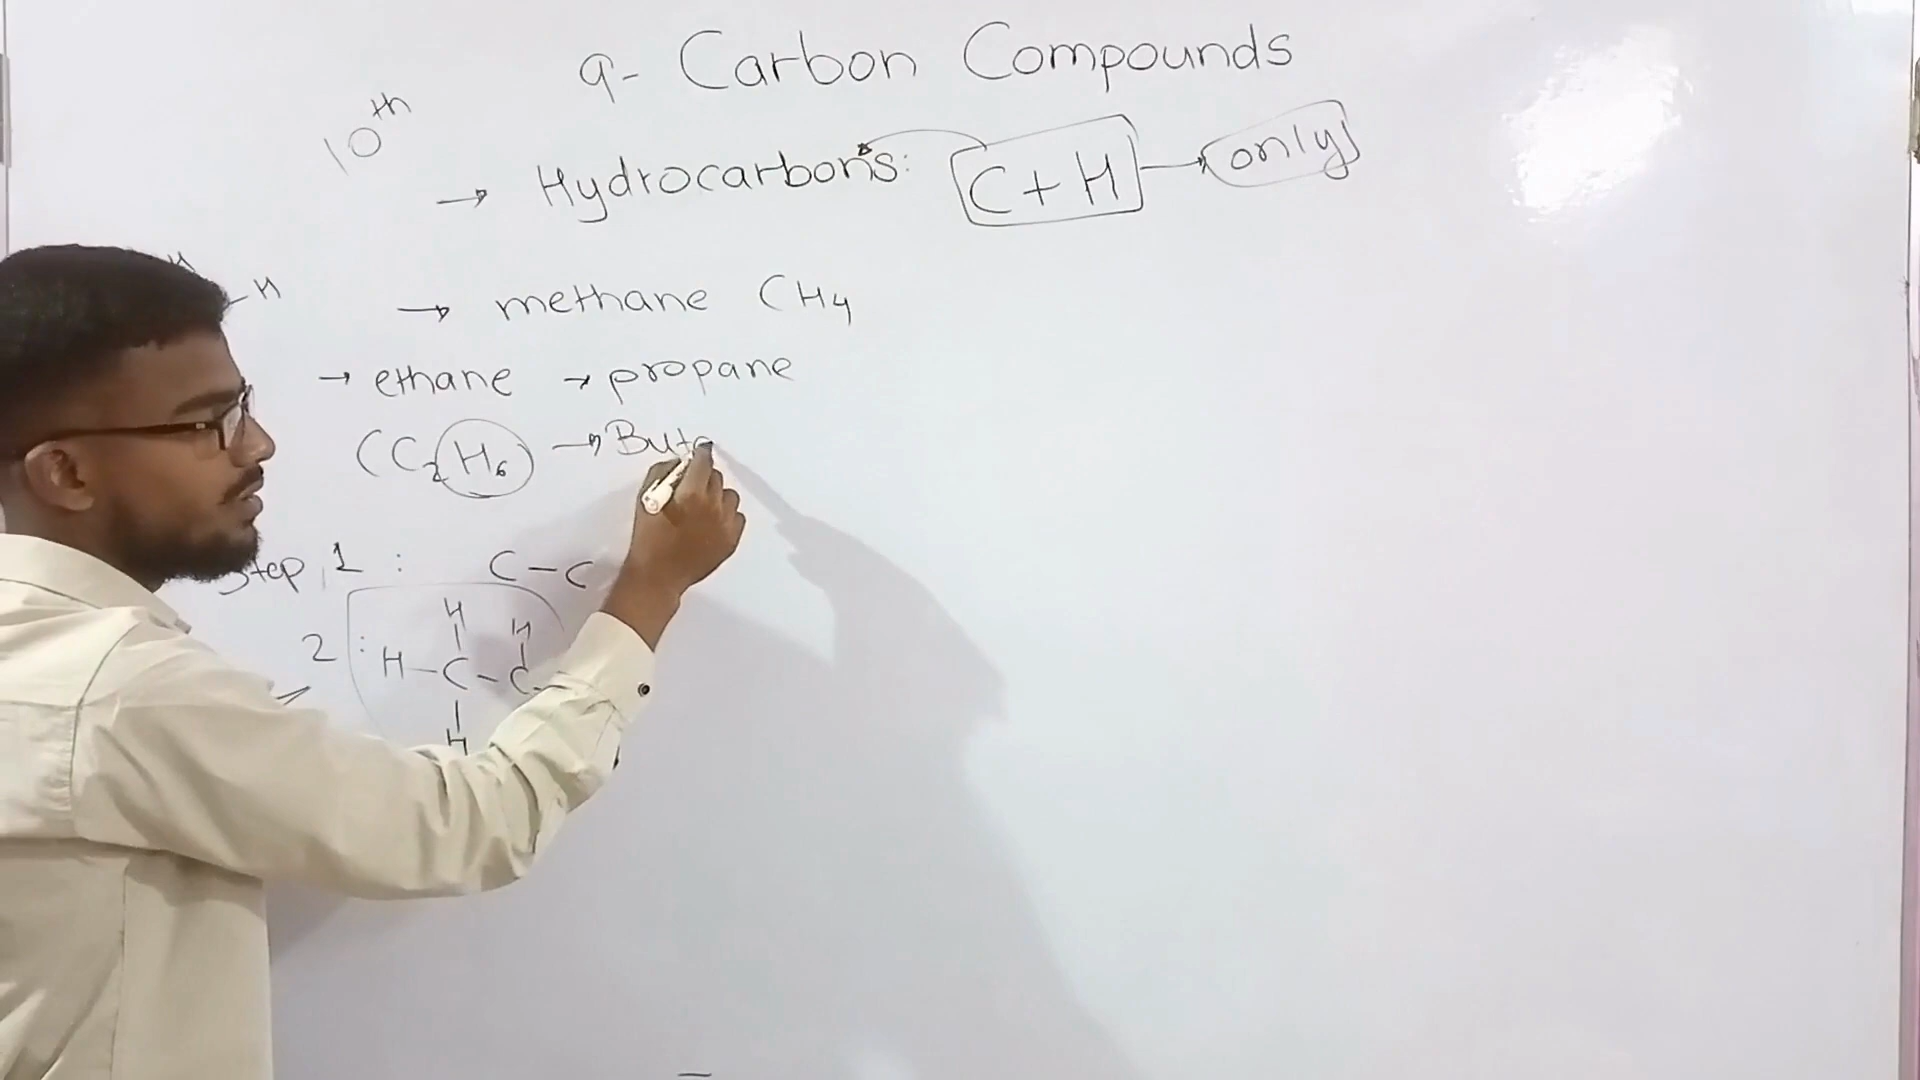 9- Carbon Compounds
10th
→ Hydrocarbons: C + H → only
H
H
→ methane CH4
→ ethane → propane
(C2H6) → Buta
Step 1 : C - C
H
H
2 : H - C - C -
H